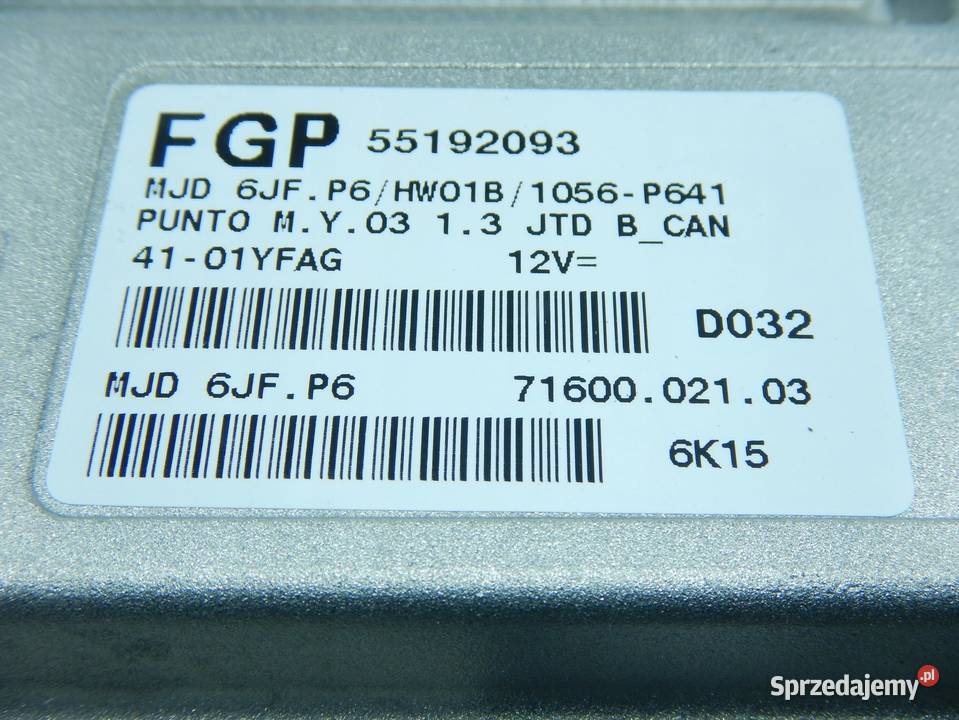 FGP 55192093
MJD 6JF.P6/HW01B/1056-P641
PUNTO M.Y.03 1.3 JTD B_CAN
41-01YFAG 12V=
D032
MJD 6JF.P6 71600.021.03
6K15
Sprzedajemy.pl